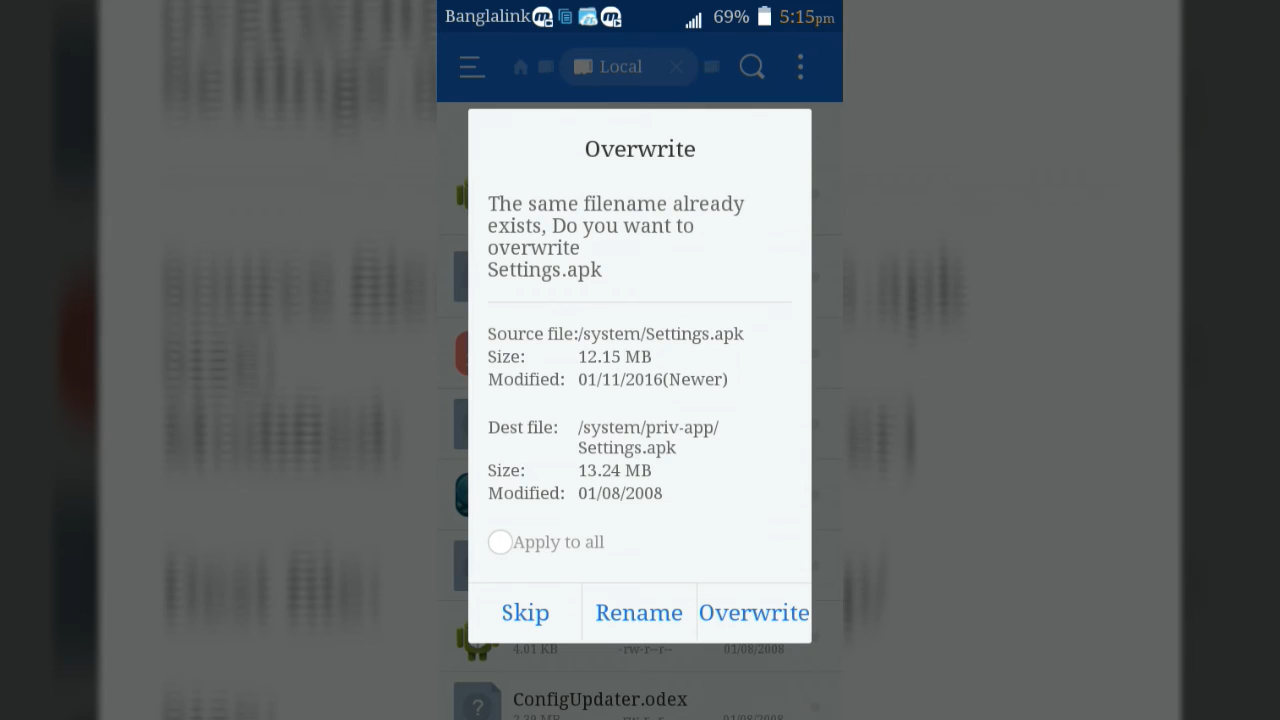 Banglalink 69% 5:15pm
Local
Overwrite
The same filename already
exists, Do you want to
overwrite
Settings.apk
Source file:/system/Settings.apk
Size: 12.15 MB
Modified: 01/11/2016(Newer)
Dest file: /system/priv-app/
Settings.apk
Size: 13.24 MB
Modified: 01/08/2008
Apply to all
Skip Rename Overwrite
4.01 KB -rw-r--r-- 01/08/2008
ConfigUpdater.odex